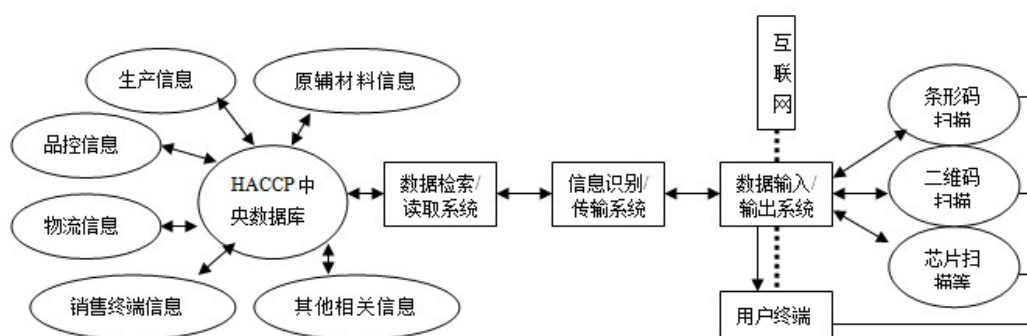 生产信息
原辅材料信息
品控信息
物流信息
销售终端信息
其他相关信息
HACCP中
央数据库
数据检索/
读取系统
信息识别/
传输系统
数据输入/
输出系统
互
联
网
用户终端
条形码
扫描
二维码
扫描
芯片扫
描等